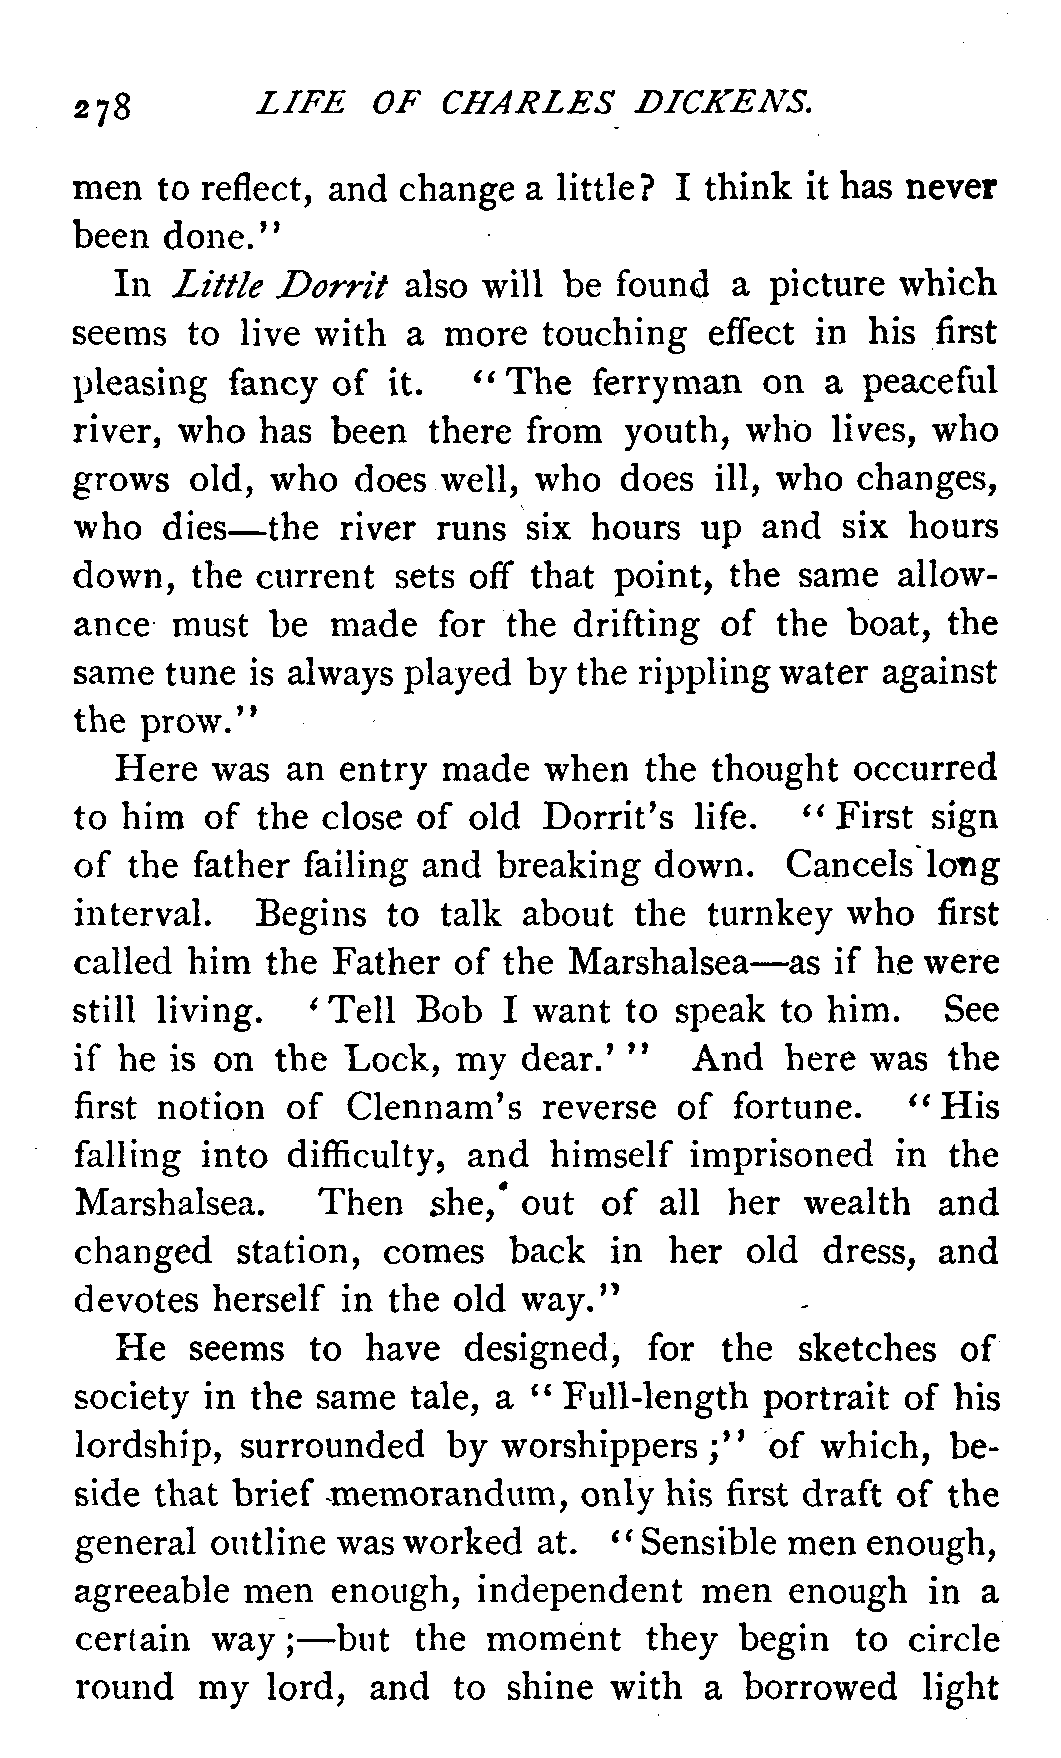 278 LIFE OF CHARLES DICKENS.
men to reflect, and change a little? I think it has never
been done."
In Little Dorrit also will be found a picture which
seems to live with a more touching effect in his first
pleasing fancy of it. "The ferryman on a peaceful
river, who has been there from youth, who lives, who
grows old, who does well, who does ill, who changes,
who dies—the river runs six hours up and six hours
down, the current sets off that point, the same allow-
ance must be made for the drifting of the boat, the
same tune is always played by the rippling water against
the prow."
Here was an entry made when the thought occurred
to him of the close of old Dorrit's life. "First sign
of the father failing and breaking down. Cancels long
interval. Begins to talk about the turnkey who first
called him the Father of the Marshalsea—as if he were
still living. 'Tell Bob I want to speak to him. See
if he is on the Lock, my dear.'" And here was the
first notion of Clennam's reverse of fortune. "His
falling into difficulty, and himself imprisoned in the
Marshalsea. Then she, out of all her wealth and
changed station, comes back in her old dress, and
devotes herself in the old way."
He seems to have designed, for the sketches of
society in the same tale, a "Full-length portrait of his
lordship, surrounded by worshippers;" of which, be-
side that brief memorandum, only his first draft of the
general outline was worked at. "Sensible men enough,
agreeable men enough, independent men enough in a
certain way;—but the moment they begin to circle
round my lord, and to shine with a borrowed light